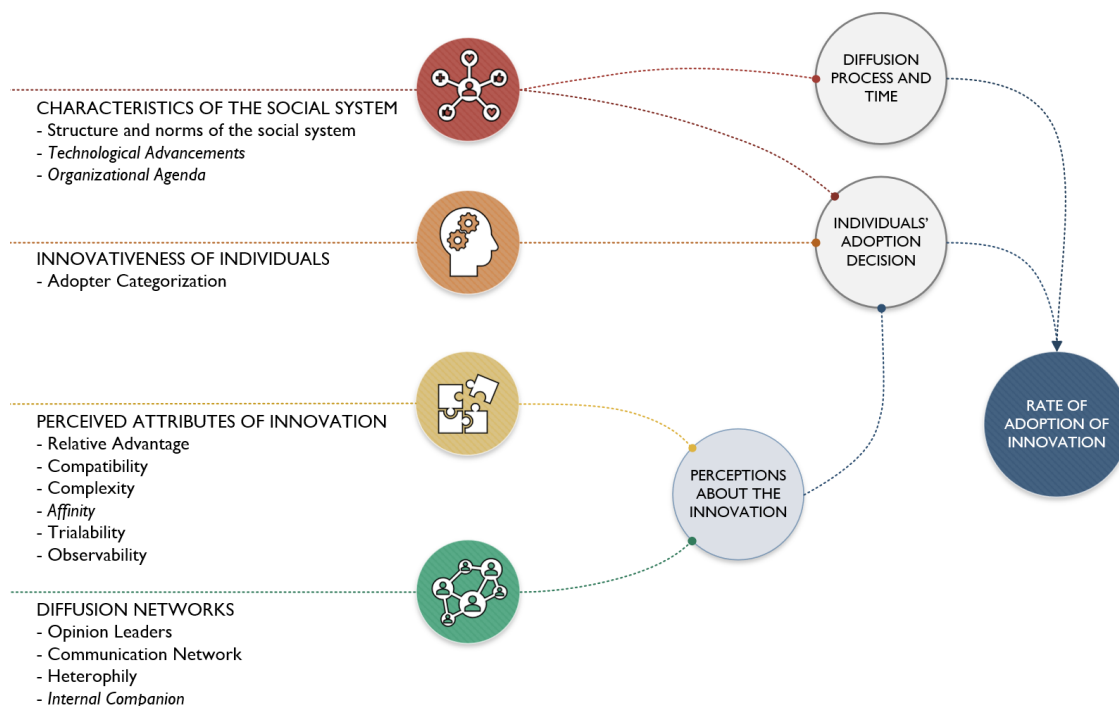 CHARACTERISTICS OF THE SOCIAL SYSTEM
- Structure and norms of the social system
- Technological Advancements
- Organizational Agenda
INNOVATIVENESS OF INDIVIDUALS
- Adopter Categorization
PERCEIVED ATTRIBUTES OF INNOVATION
- Relative Advantage
- Compatibility
- Complexity
- Affinity
- Trialability
- Observability
DIFFUSION NETWORKS
- Opinion Leaders
- Communication Network
- Heterophily
- Internal Companion
DIFFUSION
PROCESS AND
TIME
INDIVIDUALS'
ADOPTION
DECISION
PERCEPTIONS
ABOUT THE
INNOVATION
RATE OF
ADOPTION OF
INNOVATION